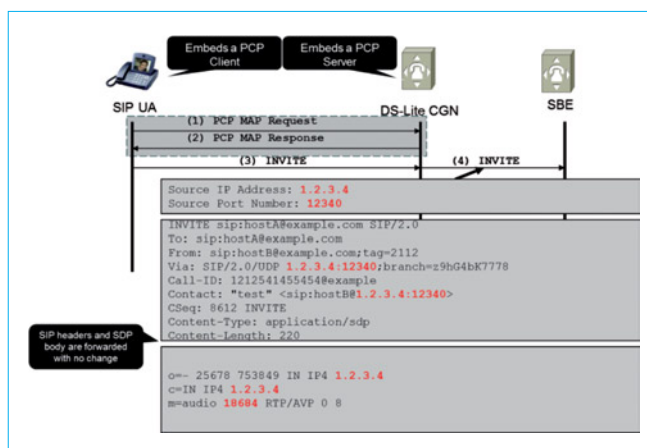 Embeds a PCP
Client
Embeds a PCP
Server
SIP UA
DS-Lite CGN
SBE
(1) PCP MAP Request
(2) PCP MAP Response
(3) INVITE
(4) INVITE
Source IP Address: 1.2.3.4
Source Port Number: 12340
INVITE sip:hostA@example.com SIP/2.0
To: sip:hostA@example.com
From: sip:hostB@example.com;tag=2112
Via: SIP/2.0/UDP 1.2.3.4:12340;branch=z9hG4bK7778
Call-ID: 1212541455454@example
Contact: "test" <sip:hostB@1.2.3.4:12340>
CSeq: 8612 INVITE
Content-Type: application/sdp
Content-Length: 220
SIP headers and SDP
body are forwarded
with no change
o=- 25678 753849 IN IP4 1.2.3.4
c=IN IP4 1.2.3.4
m=audio 18684 RTP/AVP 0 8